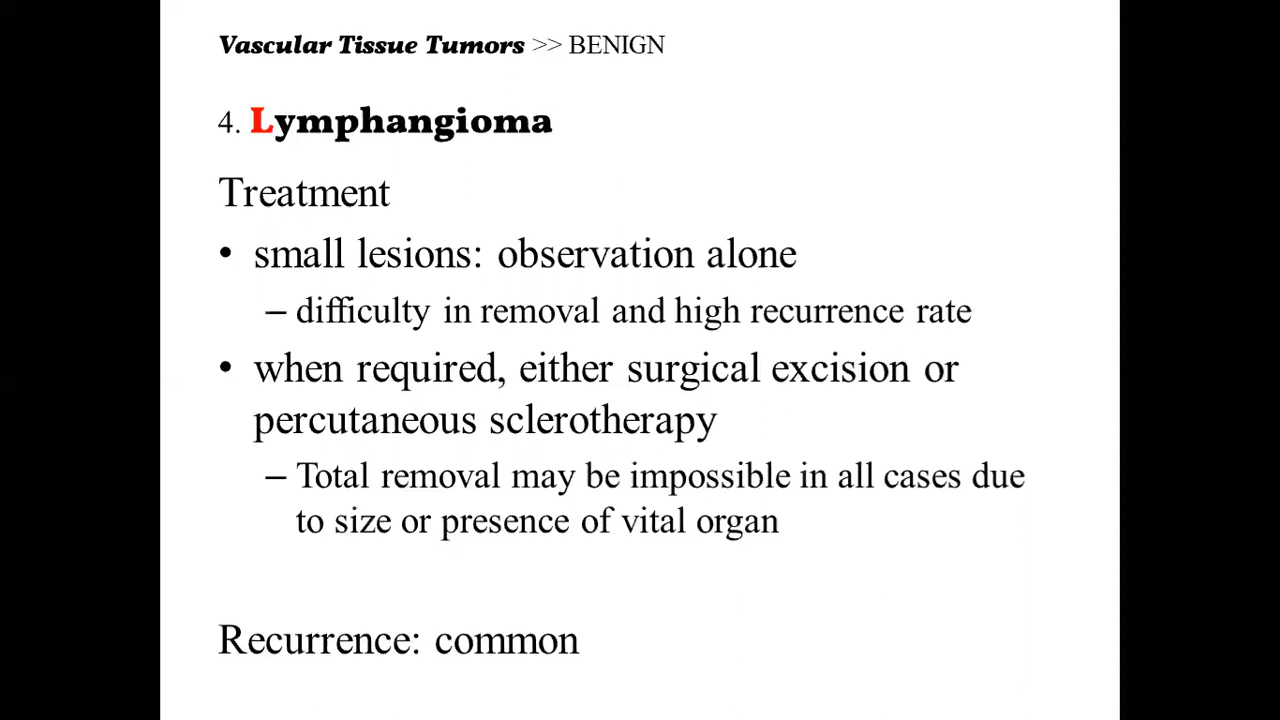 Vascular Tissue Tumors >> BENIGN
4. Lymphangioma
Treatment
• small lesions: observation alone
– difficulty in removal and high recurrence rate
• when required, either surgical excision or
percutaneous sclerotherapy
– Total removal may be impossible in all cases due
to size or presence of vital organ
Recurrence: common